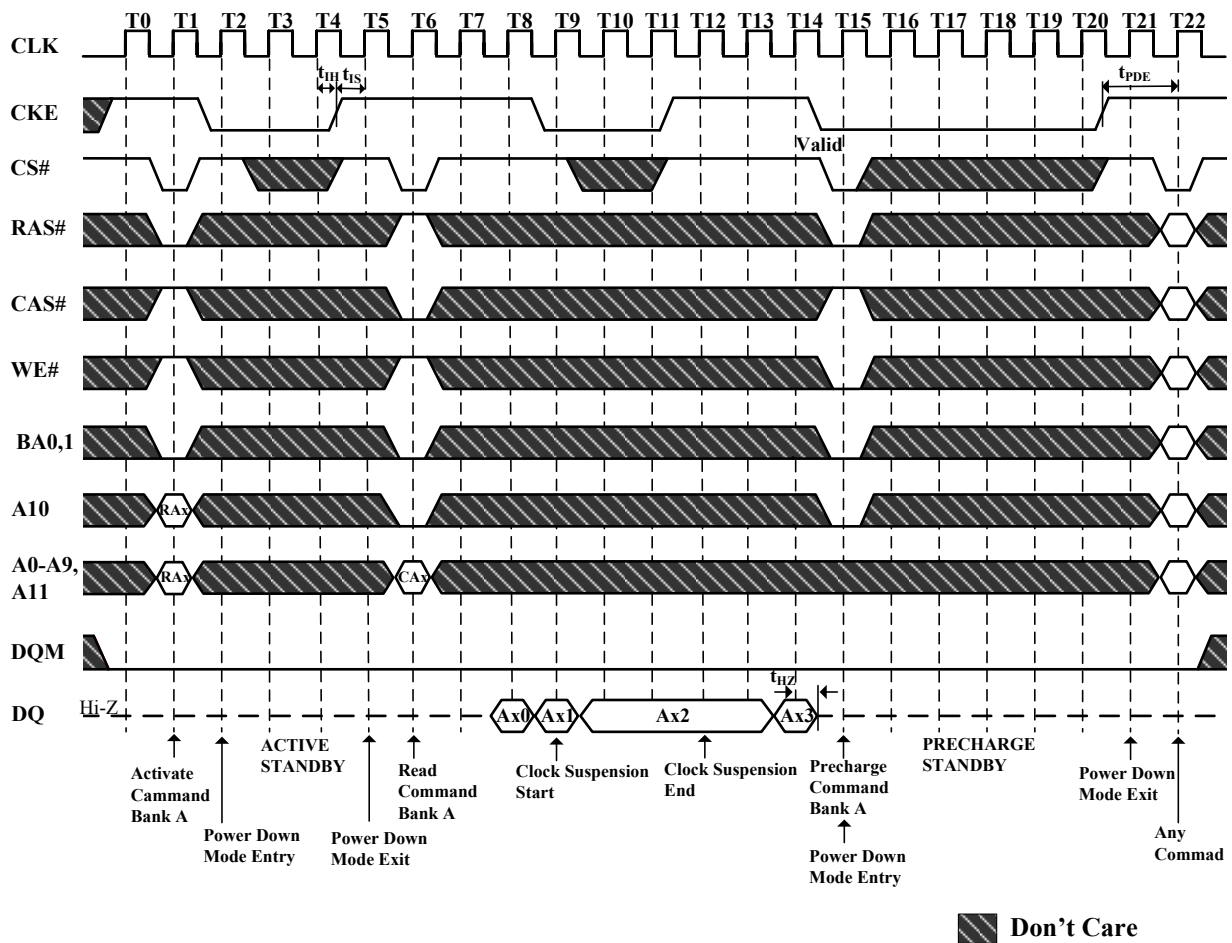 T0 T1 T2 T3 T4 T5 T6 T7 T8 T9 T10 T11 T12 T13 T14 T15 T16 T17 T18 T19 T20 T21 T22
CLK
tIH tIS
tPDE
CKE
Valid
CS#
RAS#
CAS#
WE#
BA0,1
A10
RAx
A0-A9,
A11
RAx
CAx
DQM
tHZ
DQ
Hi-Z
Ax0 Ax1 Ax2 Ax3
ACTIVE
STANDBY
PRECHARGE
STANDBY
Activate
Cammand
Bank A
Read
Command
Bank A
Clock Suspension
Start
Clock Suspension
End
Precharge
Command
Bank A
Power Down
Mode Exit
Power Down
Mode Entry
Power Down
Mode Exit
Power Down
Mode Entry
Any
Commad
Don't Care